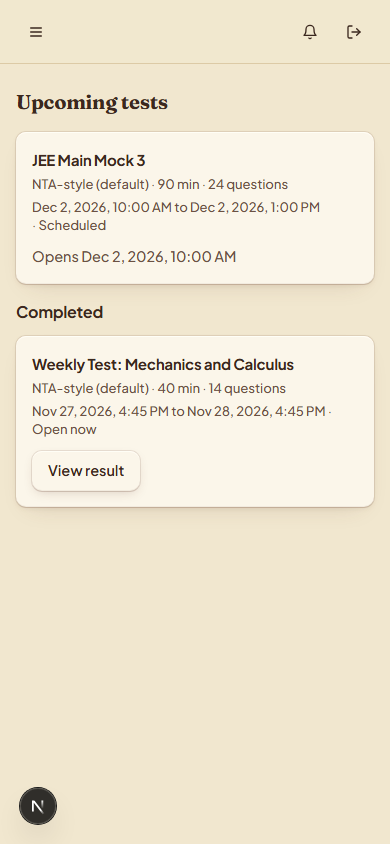 Upcoming tests
JEE Main Mock 3
NTA-style (default) · 90 min · 24 questions
Dec 2, 2026, 10:00 AM to Dec 2, 2026, 1:00 PM
· Scheduled
Opens Dec 2, 2026, 10:00 AM
Completed
Weekly Test: Mechanics and Calculus
NTA-style (default) · 40 min · 14 questions
Nov 27, 2026, 4:45 PM to Nov 28, 2026, 4:45 PM ·
Open now
View result
N